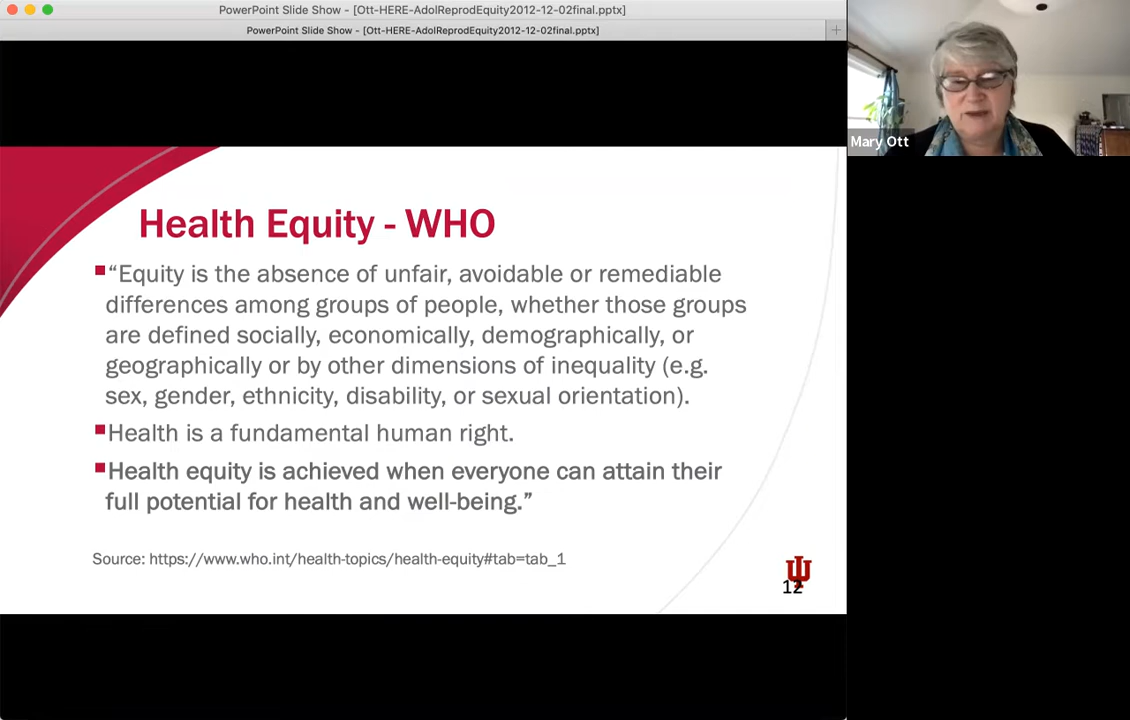 PowerPoint Slide Show - [Ott-HERE-AdolReprodEquity2012-12-02final.pptx]
PowerPoint Slide Show - [Ott-HERE-AdolReprodEquity2012-12-02final.pptx]
Mary Ott
Health Equity - WHO
“Equity is the absence of unfair, avoidable or remediable
differences among groups of people, whether those groups
are defined socially, economically, demographically, or
geographically or by other dimensions of inequality (e.g.
sex, gender, ethnicity, disability, or sexual orientation).
Health is a fundamental human right.
Health equity is achieved when everyone can attain their
full potential for health and well-being.”
Source: https://www.who.int/health-topics/health-equity#tab=tab_1
12